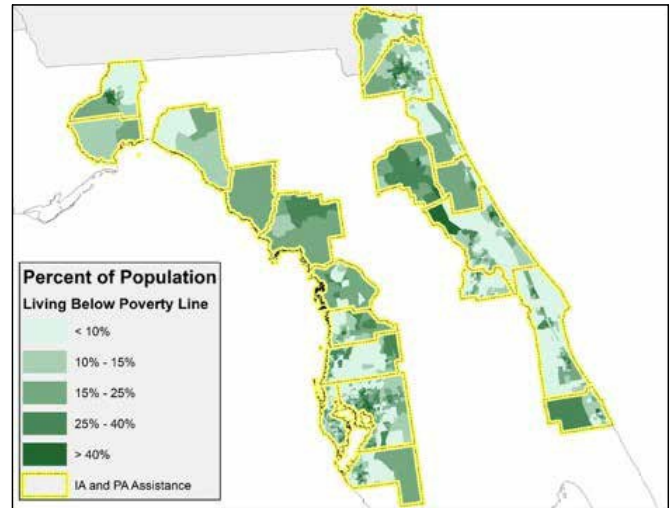 Percent of Population
Living Below Poverty Line
< 10%
10% - 15%
15% - 25%
25% - 40%
> 40%
IA and PA Assistance